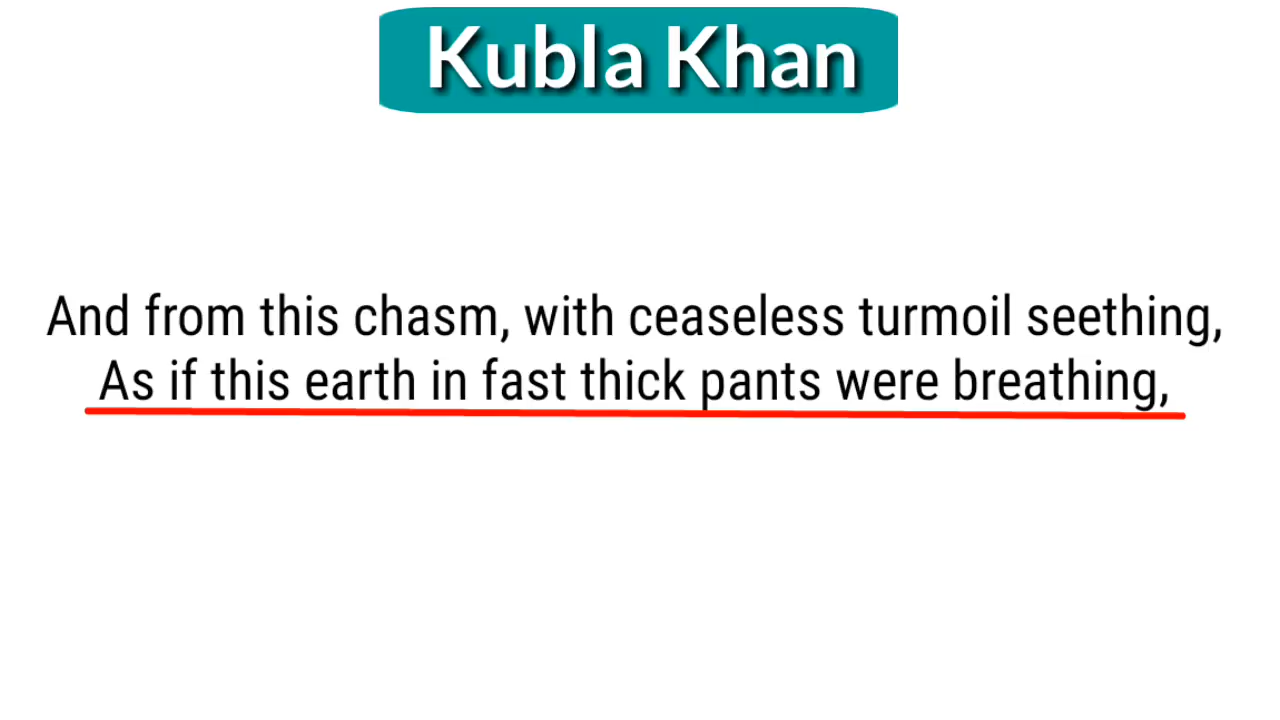 Kubla Khan
And from this chasm, with ceaseless turmoil seething,
As if this earth in fast thick pants were breathing,